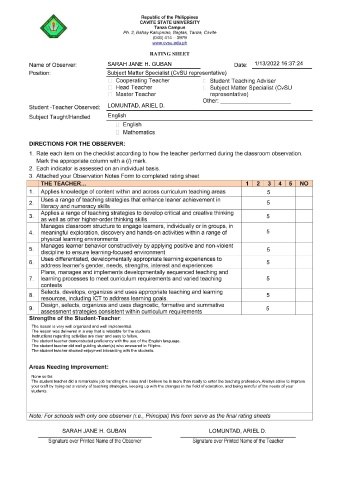 Republic of the Philippines
CAVITE STATE UNIVERSITY
Tanza Campus
Ph. 2, Bahay Katuparan, Bagtas, Tanza, Cavite
(046) 414 - 3979
www.cvsu.edu.ph
RATING SHEET
Name of Observer: SARAH JANE H. GUBAN Date: 1/13/2022 16:37:24
Position: Subject Matter Specialist (CvSU representative)
Cooperating Teacher Student Teaching Adviser
Head Teacher Subject Matter Specialist (CvSU
Master Teacher representative)
Other:
Student -Teacher Observed: LOMUNTAD, ARIEL D.
Subject Taught/Handled English
English
Mathematics
DIRECTIONS FOR THE OBSERVER:
1. Rate each item on the checklist according to how the teacher performed during the classroom observation.
Mark the appropriate column with a (/) mark.
2. Each indicator is assessed on an individual basis.
3. Attached your Observation Notes Form to completed rating sheet
THE TEACHER… 1 2 3 4 5 NO
1. Applies knowledge of content within and across curriculum teaching areas 5
2. Uses a range of teaching strategies that enhance learner achievement in
literacy and numeracy skills 5
3. Applies a range of teaching strategies to develop critical and creative thinking
as well as other higher-order thinking skills 5
4. Manages classroom structure to engage learners, individually or in groups, in
meaningful exploration, discovery and hands-on activities within a range of
physical learning environments 5
5. Manages learner behavior constructively by applying positive and non-violent
discipline to ensure learning-focused environment 5
6. Uses differentiated, developmentally appropriate learning experiences to
address learner's gender, needs, strengths, interest and experiences 5
7. Plans, manages and implements developmentally sequenced teaching and
learning processes to meet curriculum requirements and varied teaching
contexts 5
8. Selects, develops, organizes and uses appropriate teaching and learning
resources, including ICT to address learning goals 5
9. Design, selects, organizes and uses diagnostic, formative and summative
assessment strategies consistent within curriculum requirements 5
Strengths of the Student-Teacher:
The lesson is very well organized and well implemented.
The lesson was delivered in a way that is relatable for the students
Instructions regarding activities are clear and easy to follow.
The student teacher demonstrated proficiency with the use of the English language.
The student teacher did well guiding student(s) who answered in Filipino.
The student teacher showed enjoyment interacting with the students.
Areas Needing Improvement:
None so far.
The student teacher did a remarkable job handling the class and I believe he is more than ready to enter the teaching profession. Always strive to improve
your craft by trying out a variety of teaching strategies, keeping up with the changes in the field of education, and being mindful of the needs of your
students.
Note: For schools with only one observer (i.e., Principal) this form serve as the final rating sheets
SARAH JANE H. GUBAN LOMUNTAD, ARIEL D.
Signature over Printed Name of the Observer Signature over Printed Name of the Teacher